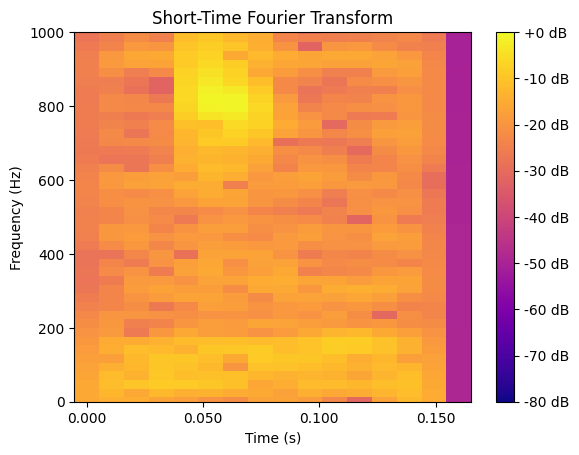 Short-Time Fourier Transform
1000
800
600
400
200
0
Frequency (Hz)
0.000
0.050
0.100
0.150
Time (s)
+0 dB
-10 dB
-20 dB
-30 dB
-40 dB
-50 dB
-60 dB
-70 dB
-80 dB